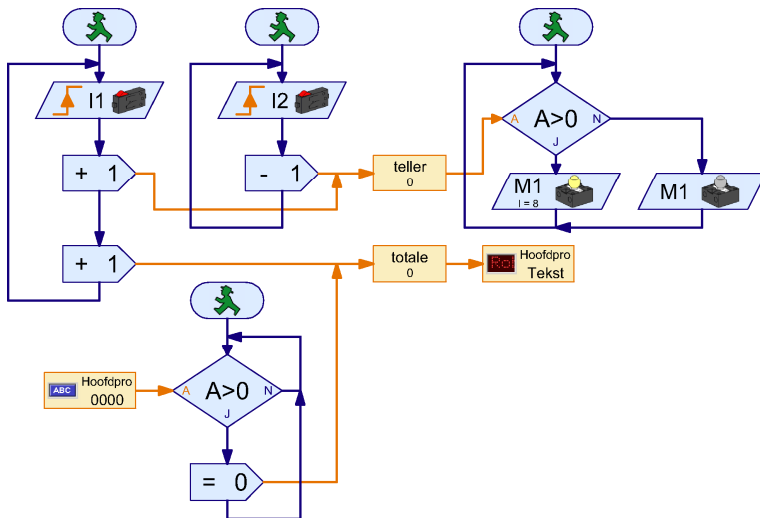 I1
I2
A>0
A
N
J
+ 1
- 1
teller
0
M1
I = 8
M1
+ 1
totale
0
Hoofdpro
Tekst
ABC
Hoofdpro
0000
A>0
A
N
J
= 0